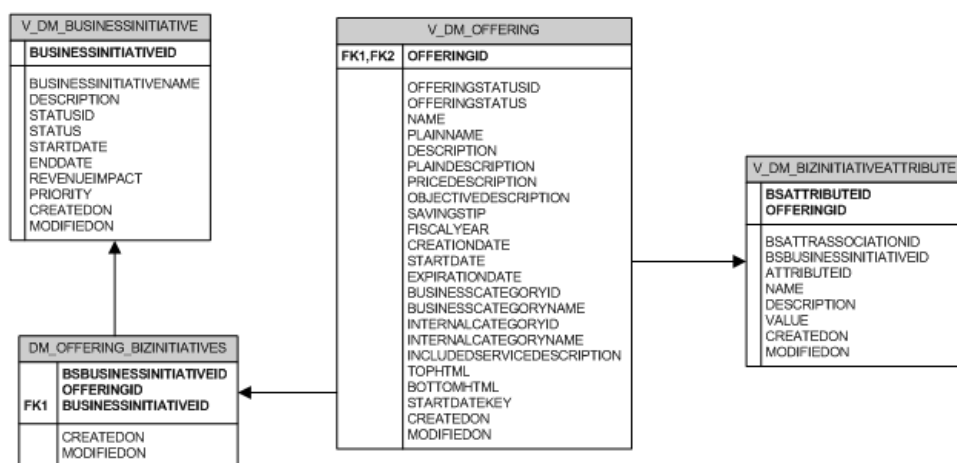 V_DM_BUSINESSINITIATIVE
BUSINESSINITIATIVEID
BUSINESSINITIATIVENAME
DESCRIPTION
STATUSID
STATUS
STARTDATE
ENDDATE
REVENUEIMPACT
PRIORITY
CREATEDON
MODIFIEDON
V_DM_OFFERING
FK1,FK2 OFFERINGID
OFFERINGSTATUSID
OFFERINGSTATUS
NAME
PLAINNAME
DESCRIPTION
PLAINDESCRIPTION
PRICEDESCRIPTION
OBJECTIVEDESCRIPTION
SAVINGSTIP
FISCALYEAR
CREATIONDATE
STARTDATE
EXPIRATIONDATE
BUSINESSCATEGORYID
BUSINESSCATEGORYNAME
INTERNALCATEGORYID
INTERNALCATEGORYNAME
INCLUDEDSERVICEDESCRIPTION
TOPHTML
BOTTOMHTML
STARTDATEKEY
CREATEDON
MODIFIEDON
V_DM_BIZINITIATIVEATTRIBUTE
BSATTRIBUTEID
OFFERINGID
BSATTRASSOCIATIONID
BSBUSINESSINITIATIVEID
ATTRIBUTEID
NAME
DESCRIPTION
VALUE
CREATEDON
MODIFIEDON
DM_OFFERING_BIZINITIATIVES
BSBUSINESSINITIATIVEID
OFFERINGID
FK1 BUSINESSINITIATIVEID
CREATEDON
MODIFIEDON